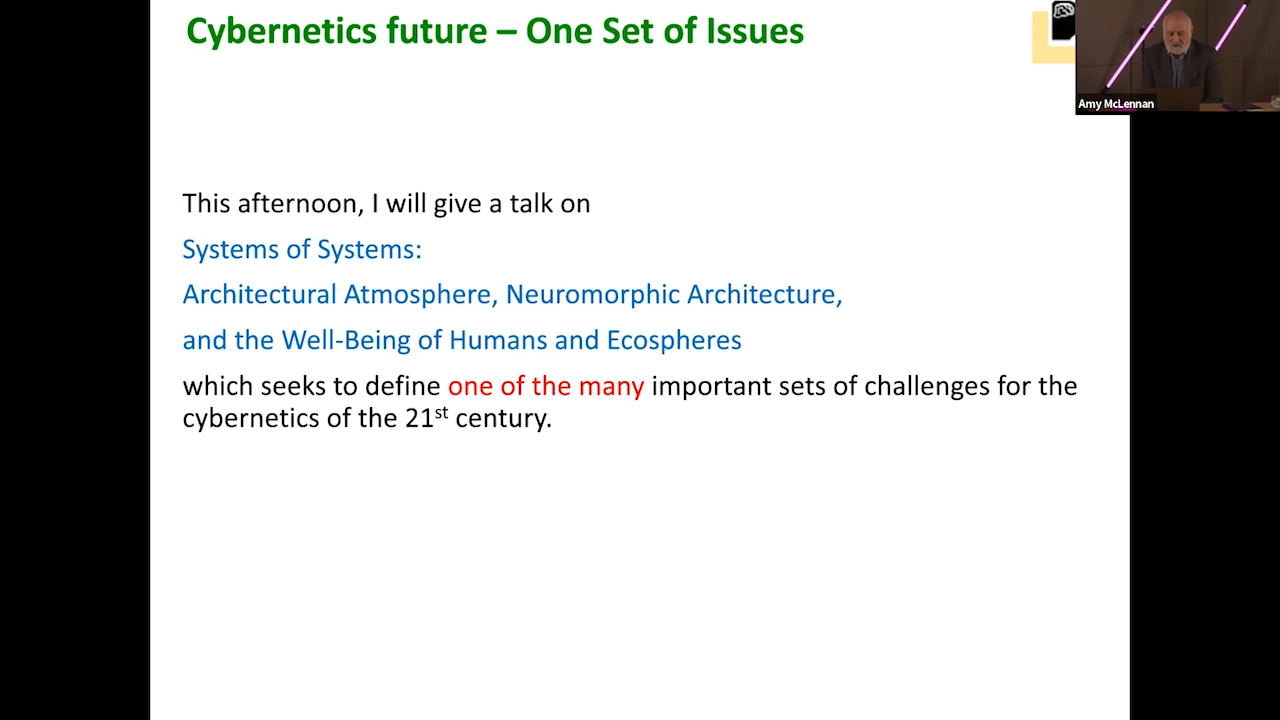 Cybernetics future – One Set of Issues
Amy McLennan
This afternoon, I will give a talk on
Systems of Systems:
Architectural Atmosphere, Neuromorphic Architecture,
and the Well-Being of Humans and Ecospheres
which seeks to define one of the many important sets of challenges for the
cybernetics of the 21st century.